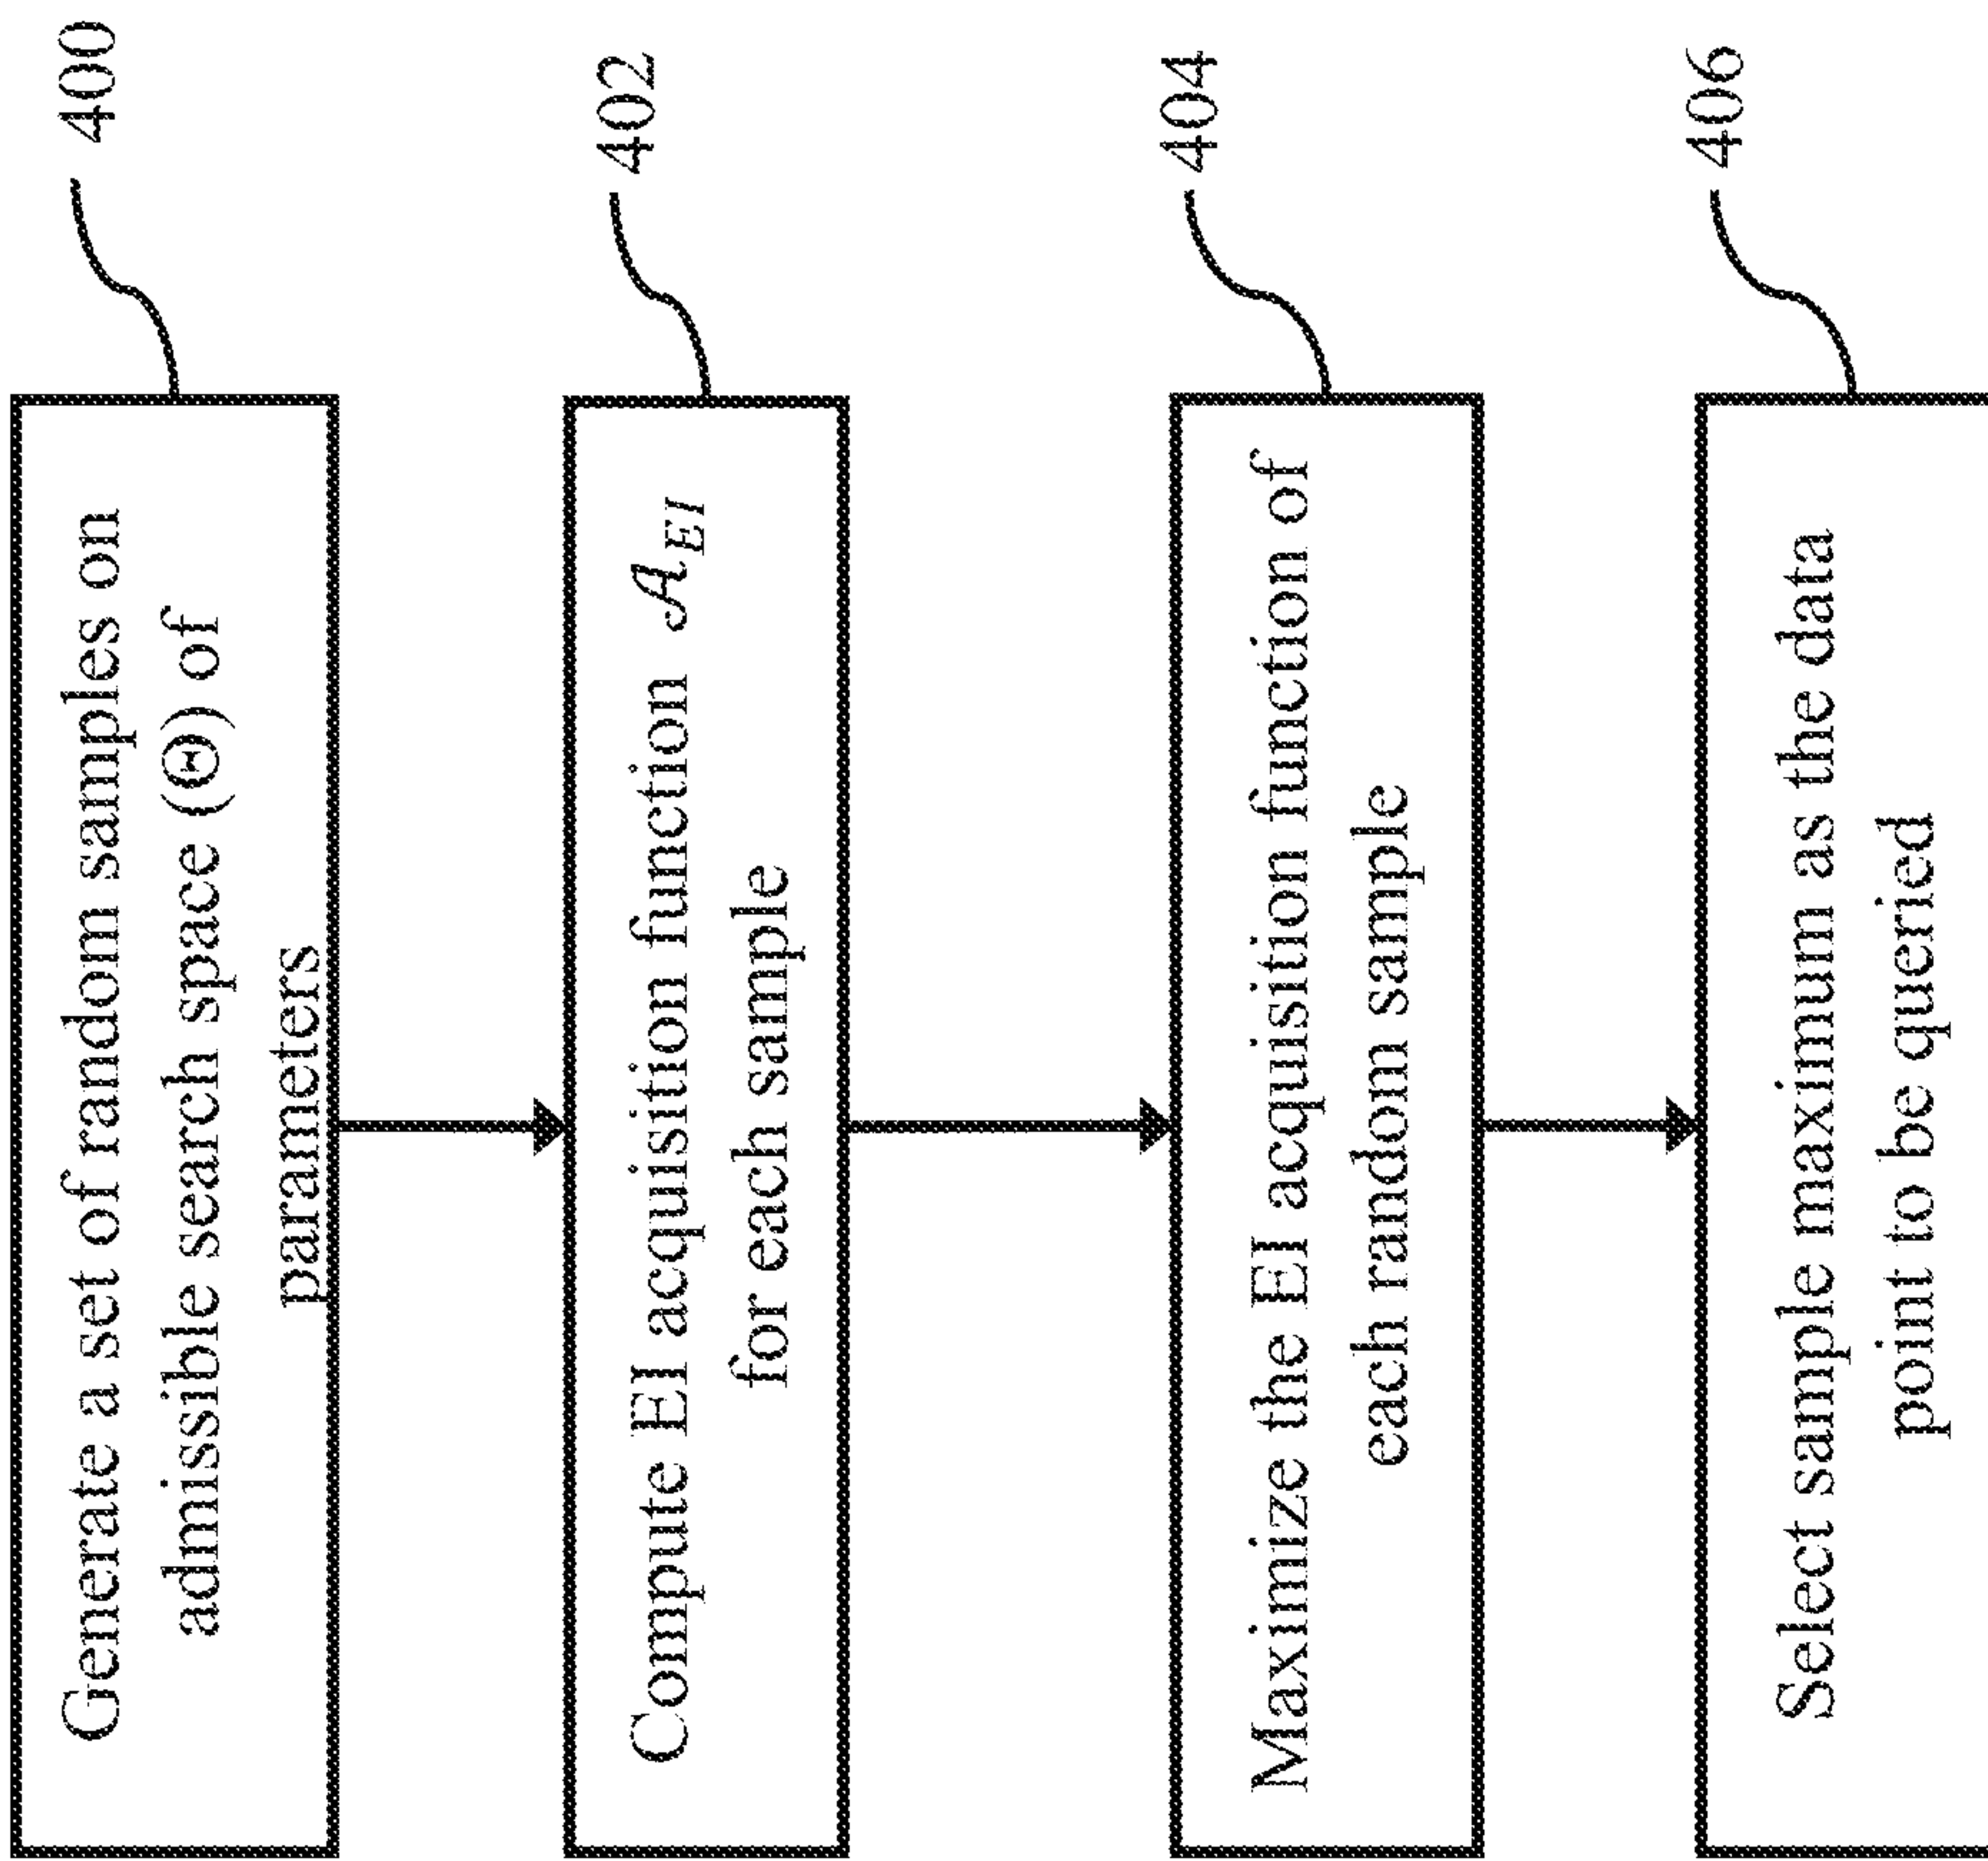 Generate a set of random samples on
admissible search space (Θ) of
parameters
400
Compute EI acquisition function 𝒜EI
for each sample
402
Maximize the EI acquisition function of
each random sample
404
Select sample maximum as the data
point to be queried
406